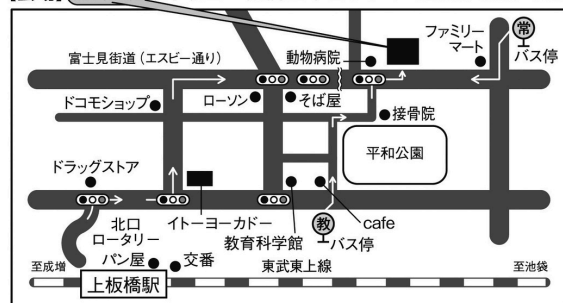 ファミリー
マート
常
バス停
動物病院
富士見街道（エスビー通り）
ドコモショップ
ローソン
そば屋
接骨院
平和公園
ドラッグストア
イトーヨーカドー
教育科学館
cafe
教
バス停
北口
ロータリー
パン屋
交番
東武東上線
至成増
至池袋
上板橋駅